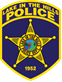 LAKE IN THE HILLS
POLICE
1952